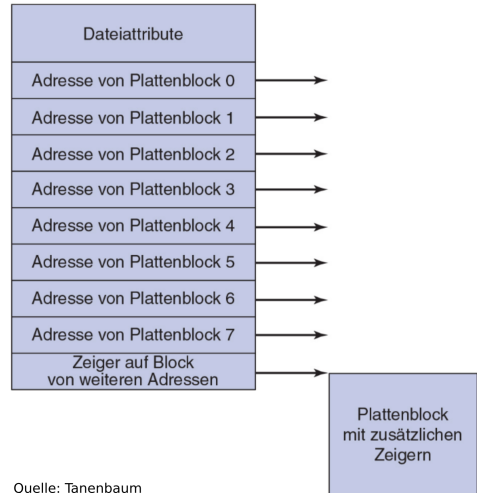 Dateiattribute
Adresse von Plattenblock 0
Adresse von Plattenblock 1
Adresse von Plattenblock 2
Adresse von Plattenblock 3
Adresse von Plattenblock 4
Adresse von Plattenblock 5
Adresse von Plattenblock 6
Adresse von Plattenblock 7
Zeiger auf Block
von weiteren Adressen
Plattenblock
mit zusätzlichen
Zeigern
Quelle: Tanenbaum